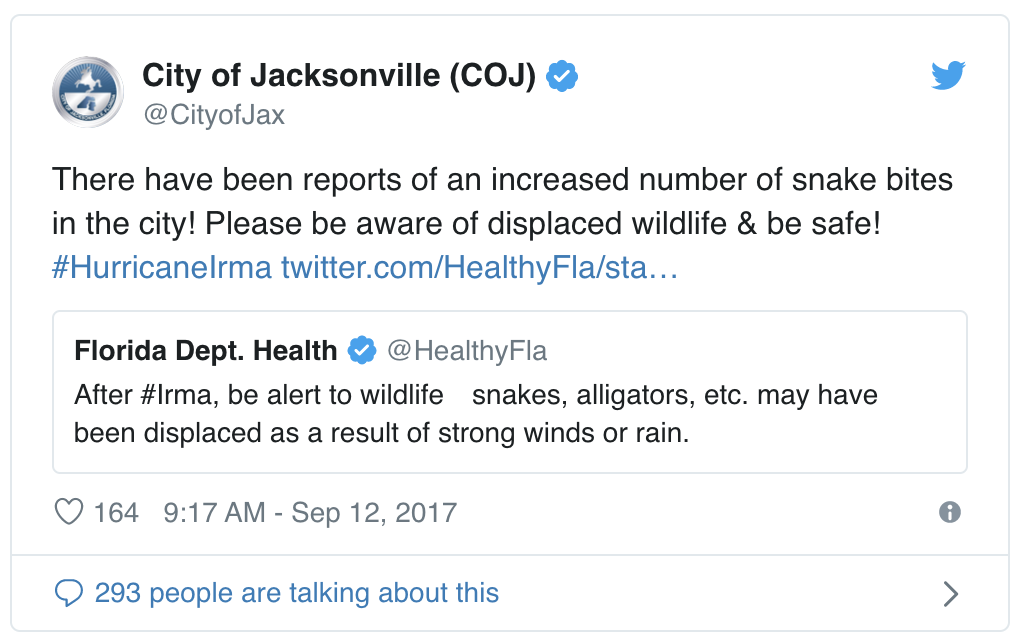 City of Jacksonville (COJ)
@CityofJax
There have been reports of an increased number of snake bites
in the city! Please be aware of displaced wildlife & be safe!
#HurricaneIrma twitter.com/HealthyFla/sta…
Florida Dept. Health @HealthyFla
After #Irma, be alert to wildlife snakes, alligators, etc. may have
been displaced as a result of strong winds or rain.
164 9:17 AM - Sep 12, 2017
293 people are talking about this